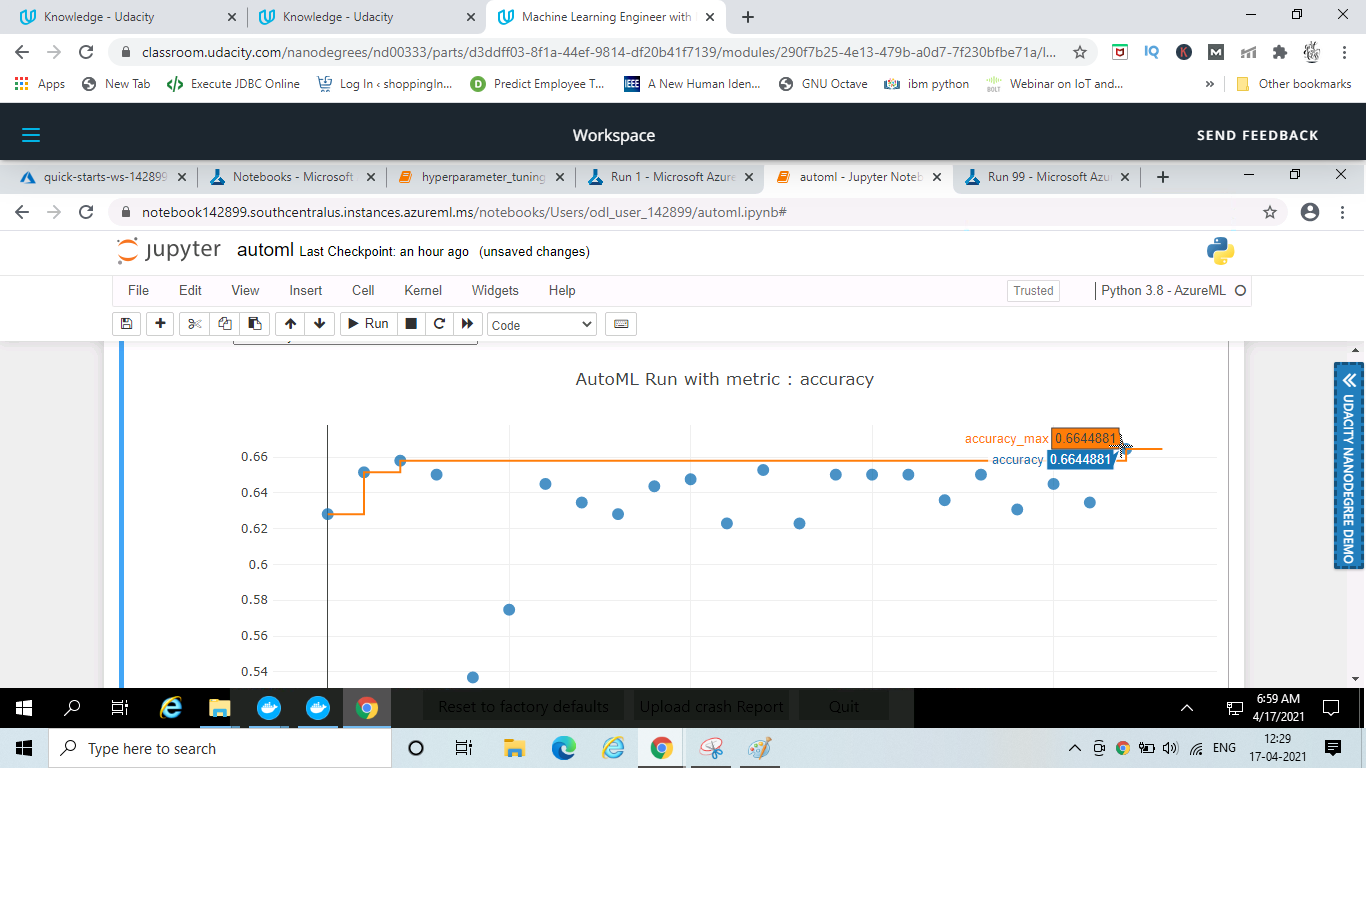 Knowledge - Udacity
Knowledge - Udacity
Machine Learning Engineer with
classroom.udacity.com/nanodegrees/nd00333/parts/d3ddff03-8f1a-44ef-9814-df20b41f7139/modules/290f7b25-4e13-479b-a0d7-7f230bfbe71a/l...
IQ
K
M
Apps
New Tab
Execute JDBC Online
Log In ‹ shoppingIn...
D
Predict Employee T...
IEEE
A New Human Iden...
GNU Octave
ibm python
BOLT
Webinar on IoT and...
»
Other bookmarks
Workspace
SEND FEEDBACK
quick-starts-ws-142899
Notebooks - Microsoft
hyperparameter_tuning
Run 1 - Microsoft Azure
automl - Jupyter Noteb
Run 99 - Microsoft Azu
notebook142899.southcentralus.instances.azureml.ms/notebooks/Users/odl_user_142899/automl.ipynb#
jupyter automl Last Checkpoint: an hour ago (unsaved changes)
File Edit View Insert Cell Kernel Widgets Help
Trusted
Python 3.8 - AzureML
Run
Code
AutoML Run with metric : accuracy
accuracy_max 0.6644881
accuracy 0.6644881
0.66
0.64
0.62
0.6
0.58
0.56
0.54
UDACITY NANODEGREE DEMO
Reset to factory defaults
Upload crash Report
Quit
6:59 AM
4/17/2021
Type here to search
ENG
12:29
17-04-2021